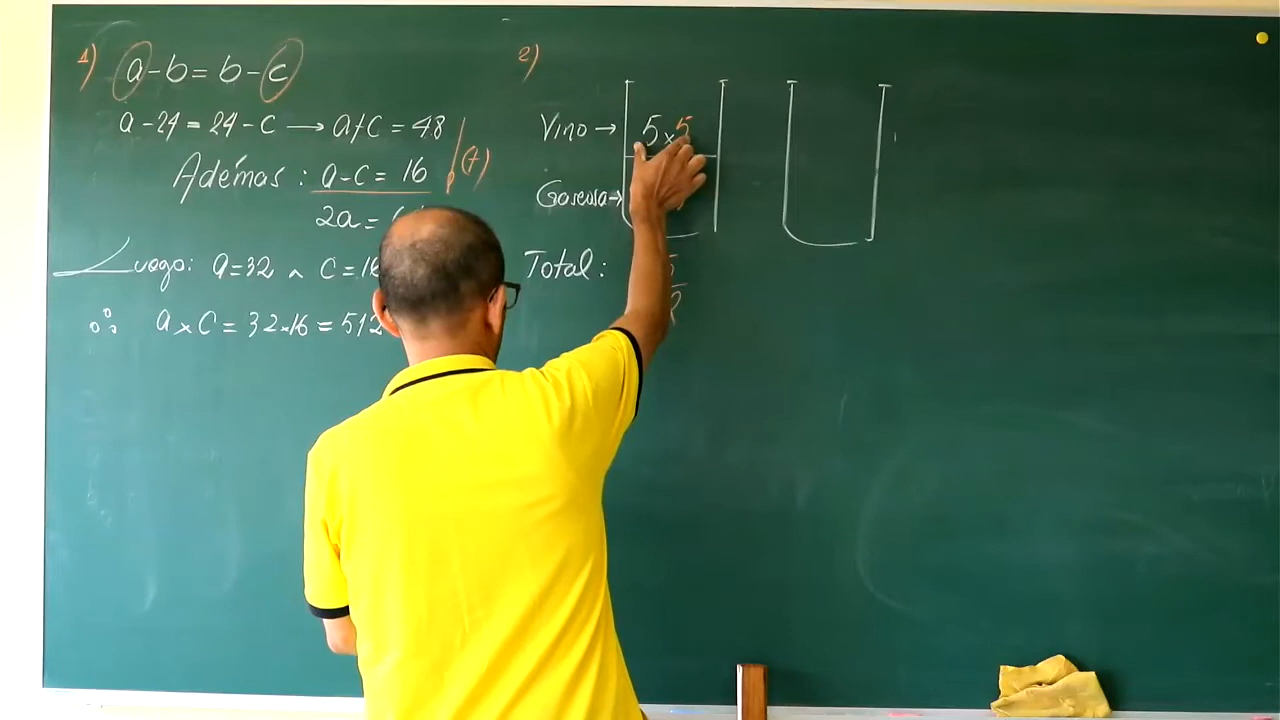 1) a-b = b-c
a-24 = 24-c → a+c = 48
Además: a-c = 16 (+)
2a =
Luego: a=32 ∧ c=16
∴ a×c = 32×16 = 512
2)
Vino → 5×5
Gaseosa →
Total: